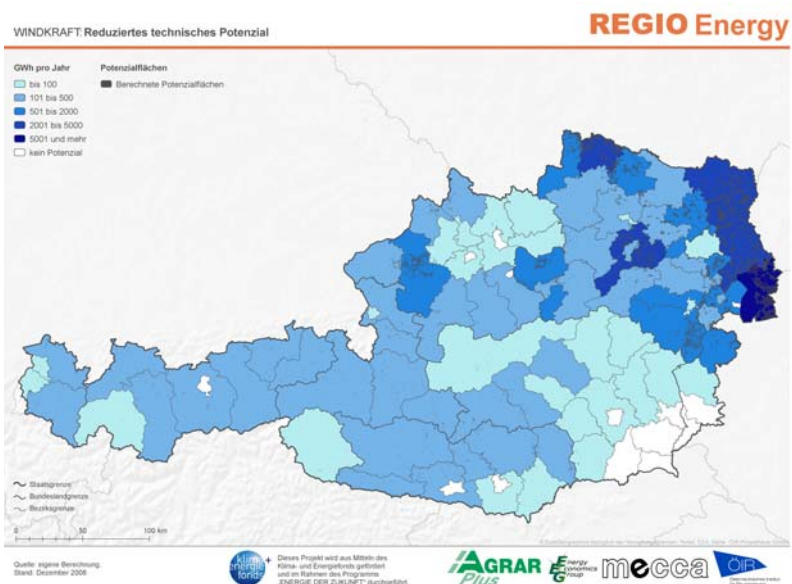 WINDKRAFT: Reduziertes technisches Potenzial
REGIO Energy
GWh pro Jahr
bis 100
101 bis 500
501 bis 2000
2001 bis 5000
5001 und mehr
kein Potenzial
Potenzialflächen
Berechnete Potenzialflächen
Staatsgrenze
Bundeslandgrenze
Bezirksgrenze
0 50 100 km
Quelle: eigene Berechnung.
Stand: Dezember 2008
klima+
energie
fonds
Dieses Projekt wird aus Mitteln des
Klima- und Energiefonds gefördert
und im Rahmen des Programms
„ENERGIE DER ZUKUNFT" durchgeführt.
AGRAR
Plus
Energy
Economics
Group
mecca
ÖIR